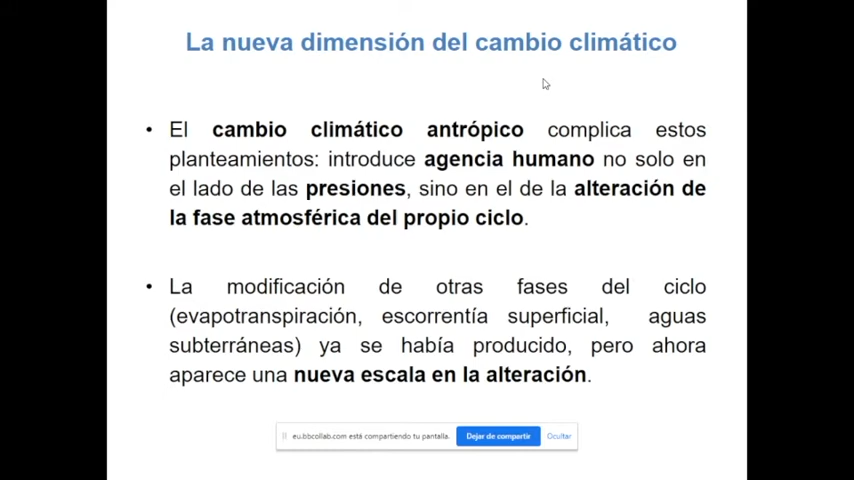 La nueva dimensión del cambio climático
• El cambio climático antrópico complica estos
planteamientos: introduce agencia humano no solo en
el lado de las presiones, sino en el de la alteración de
la fase atmosférica del propio ciclo.
• La modificación de otras fases del ciclo
(evapotranspiración, escorrentía superficial, aguas
subterráneas) ya se había producido, pero ahora
aparece una nueva escala en la alteración.
eu.bbcollab.com está compartiendo tu pantalla. Dejar de compartir Ocultar